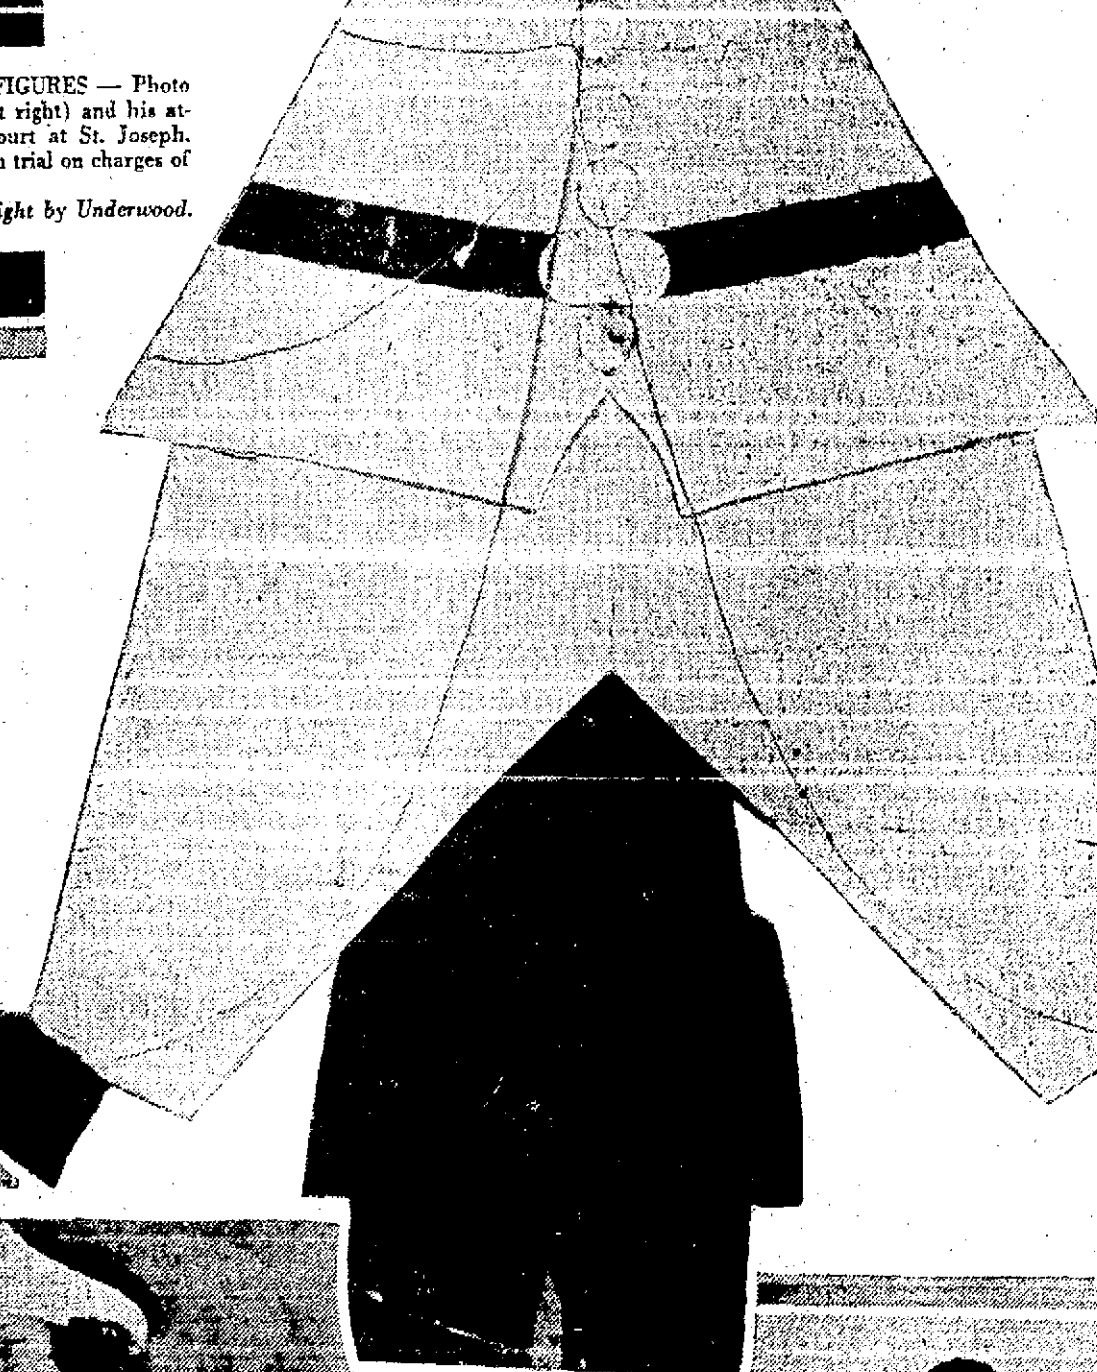 FIGURES — Photo
t right) and his at-
ourt at St. Joseph.
n trial on charges of
ight by Underwood.